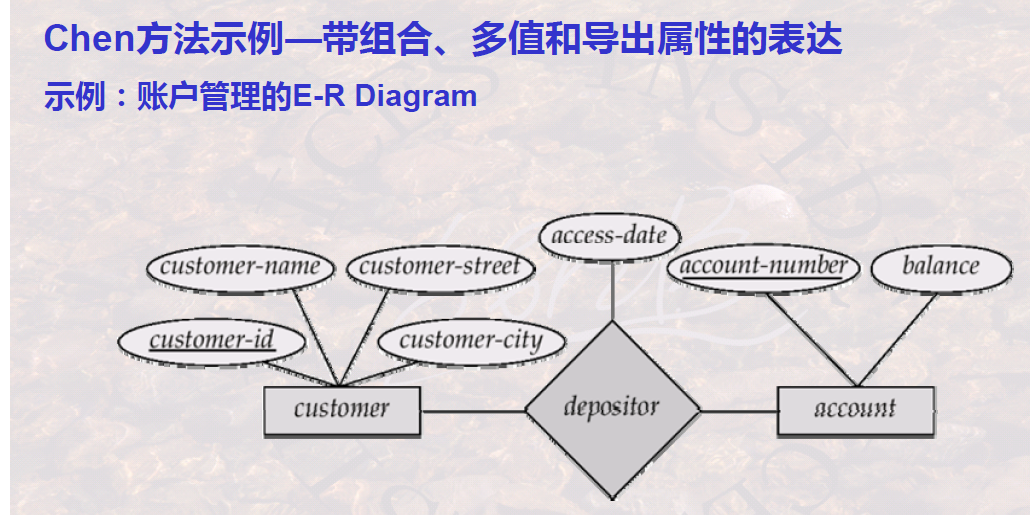 Chen方法示例—带组合、多值和导出属性的表达
示例：账户管理的E-R Diagram
access-date
customer-name customer-street account-number balance
customer-id customer-city
customer depositor account